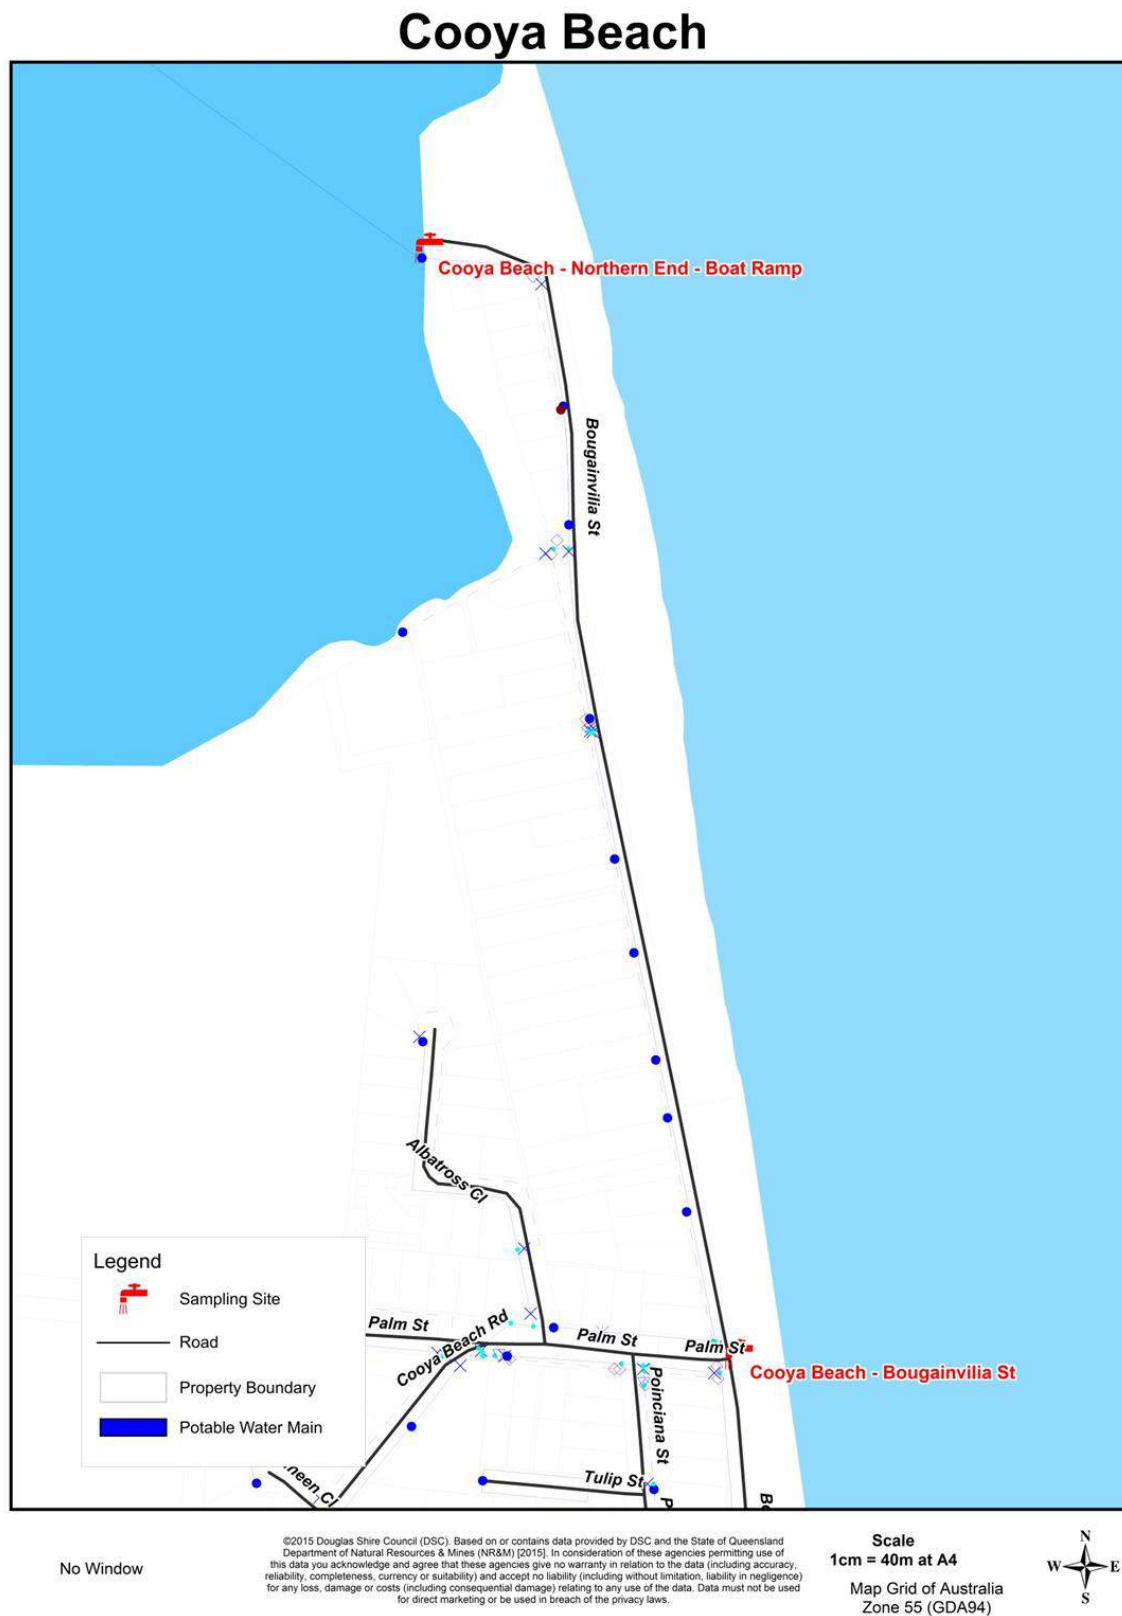 Cooya Beach
Cooya Beach - Northern End - Boat Ramp
Bougainvilia St
Albatross Cl
Legend
Sampling Site
Road
Property Boundary
Potable Water Main
Palm St
Cooya Beach Rd
Palm St
Palm St
Cooya Beach - Bougainvilia St
Poinciana St
Tulip St
neen Cl
P
Bo
No Window
©2015 Douglas Shire Council (DSC). Based on or contains data provided by DSC and the State of Queensland
Department of Natural Resources & Mines (NR&M) [2015]. In consideration of these agencies permitting use of
this data you acknowledge and agree that these agencies give no warranty in relation to the data (including accuracy,
reliability, completeness, currency or suitability) and accept no liability (including without limitation, liability in negligence)
for any loss, damage or costs (including consequential damage) relating to any use of the data. Data must not be used
for direct marketing or be used in breach of the privacy laws.
Scale
1cm = 40m at A4
Map Grid of Australia
Zone 55 (GDA94)
N
W E
S